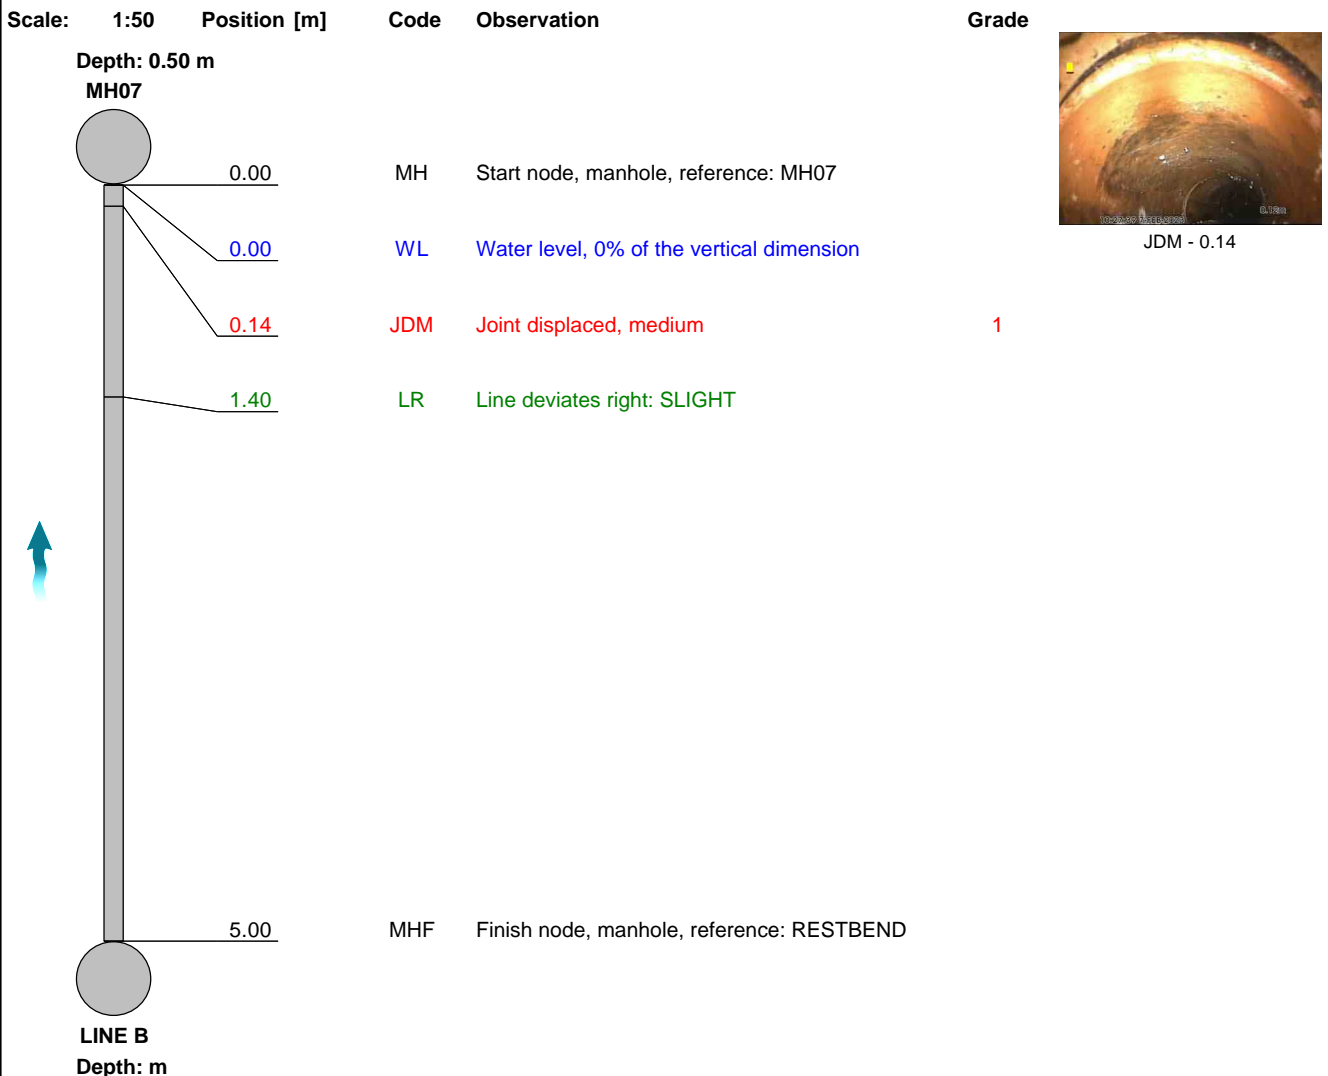 Scale: 1:50 Position [m] Code Observation Grade
Depth: 0.50 m
MH07
0.00 MH Start node, manhole, reference: MH07
0.00 WL Water level, 0% of the vertical dimension
JDM - 0.14
0.14 JDM Joint displaced, medium 1
1.40 LR Line deviates right: SLIGHT
5.00 MHF Finish node, manhole, reference: RESTBEND
LINE B
Depth: m